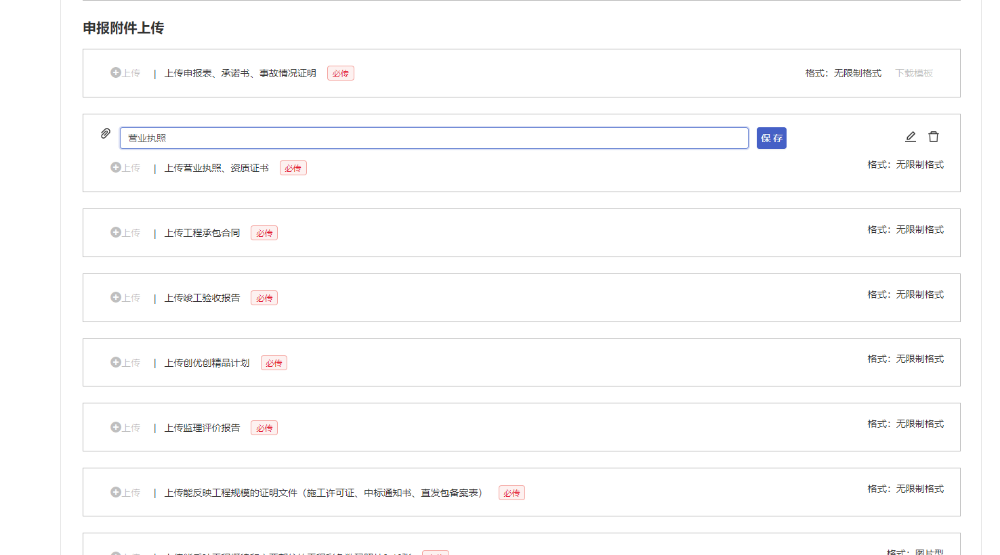 申报附件上传
上传 | 上传申报表、承诺书、事故情况证明 必传 格式：无限制格式 下载模板
营业执照 保存
上传 | 上传营业执照、资质证书 必传 格式：无限制格式
上传 | 上传工程承包合同 必传 格式：无限制格式
上传 | 上传竣工验收报告 必传 格式：无限制格式
上传 | 上传创优创精品计划 必传 格式：无限制格式
上传 | 上传监理评价报告 必传 格式：无限制格式
上传 | 上传能反映工程规模的证明文件（施工许可证、中标通知书、直发包备案表） 必传 格式：无限制格式
格式：图片型